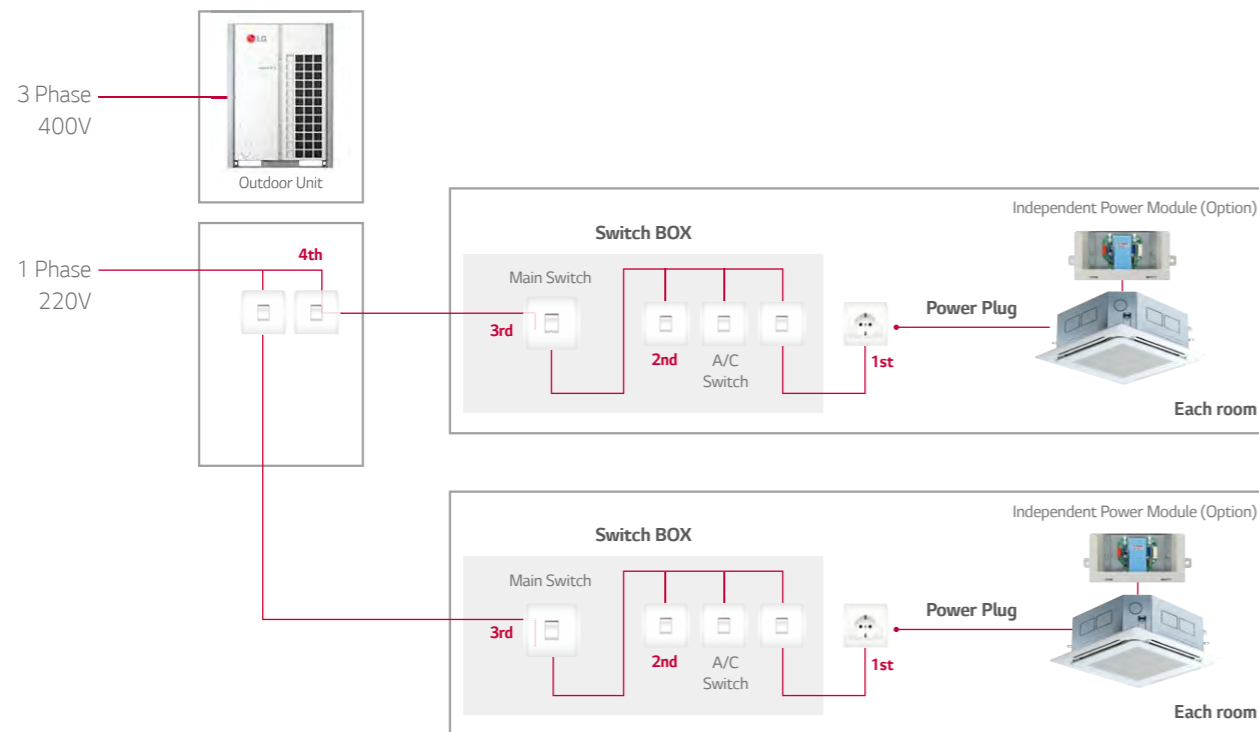 LG
3 Phase
400V
Outdoor Unit
1 Phase
220V
4th
Independent Power Module (Option)
Switch BOX
Main Switch
3rd
2nd
A/C
Switch
1st
Power Plug
Each room
Independent Power Module (Option)
Switch BOX
Main Switch
3rd
2nd
A/C
Switch
1st
Power Plug
Each room